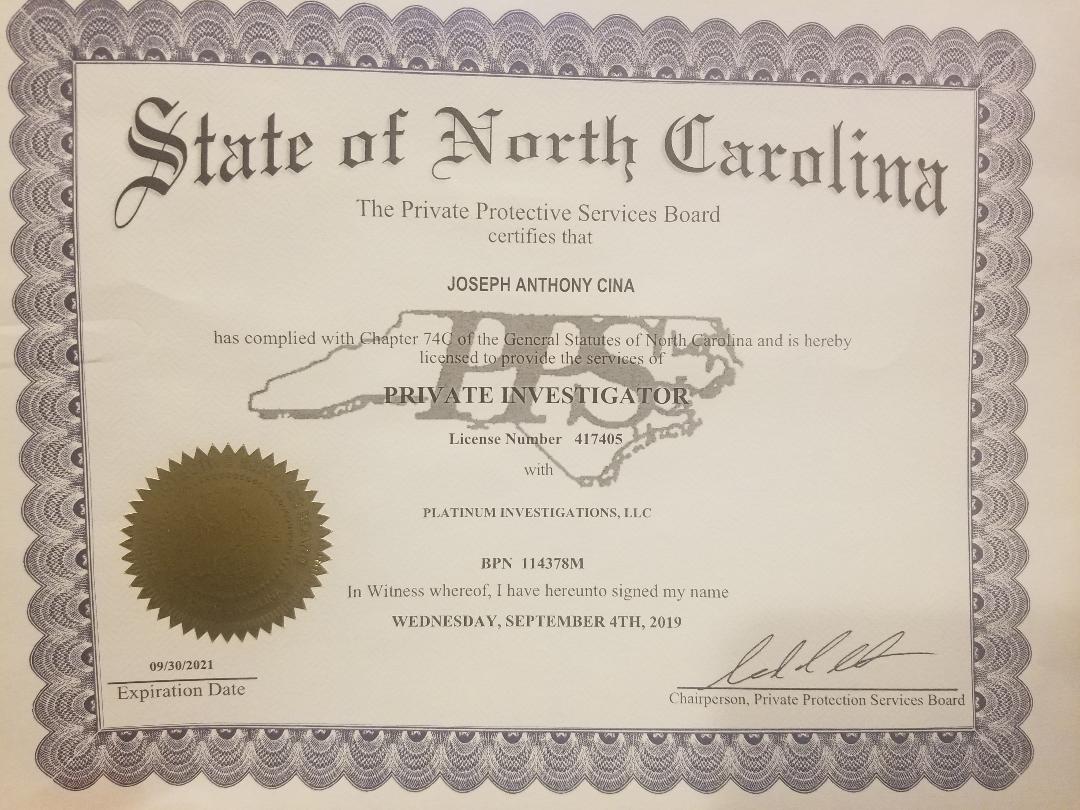 State of North Carolina
The Private Protective Services Board
certifies that
JOSEPH ANTHONY CINA
has complied with Chapter 74C of the General Statutes of North Carolina and is hereby
licensed to provide the services of
PPS
PRIVATE INVESTIGATOR
License Number 417405
with
PLATINUM INVESTIGATIONS, LLC
BPN 114378M
In Witness whereof, I have hereunto signed my name
WEDNESDAY, SEPTEMBER 4TH, 2019
09/30/2021
Expiration Date
Chairperson, Private Protection Services Board